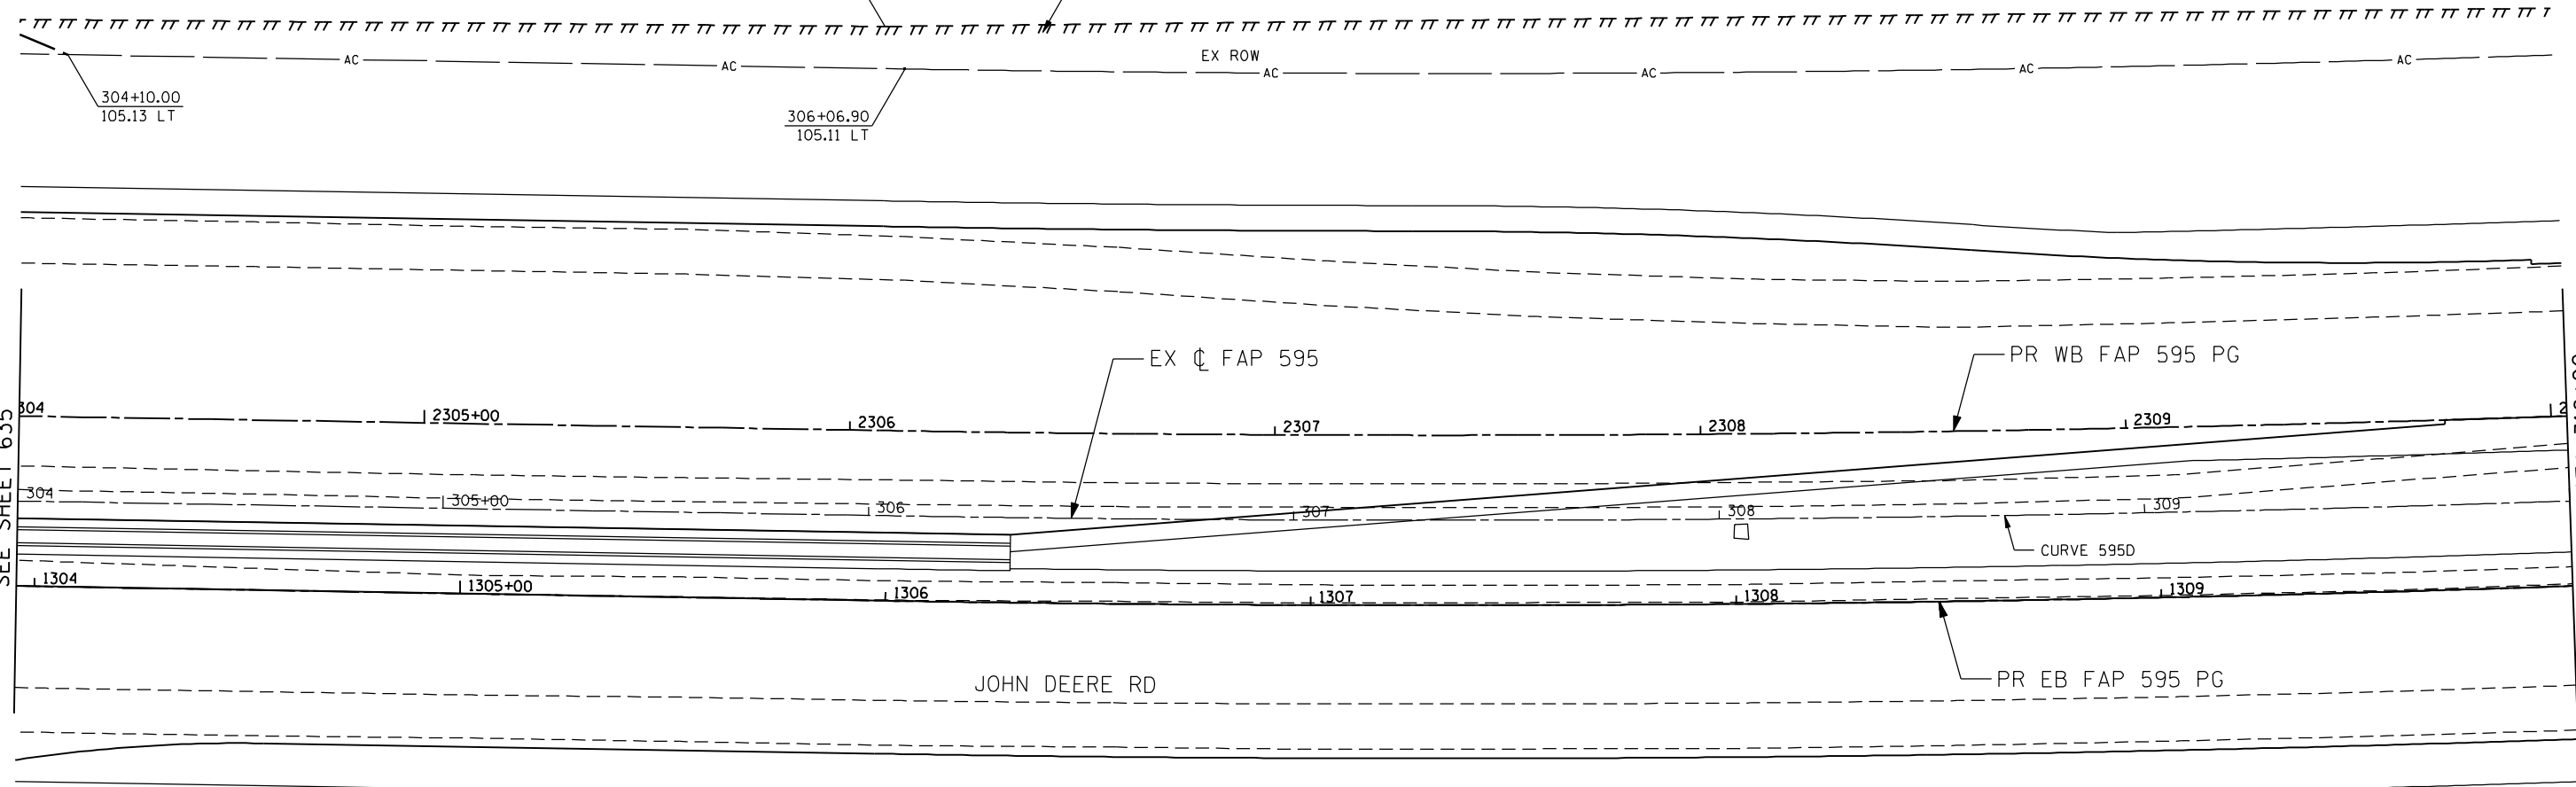 EX ROW
AC
AC
AC
AC
AC
AC
304+10.00
105.13 LT
306+06.90
105.11 LT
EX ℄ FAP 595
PR WB FAP 595 PG
304
2305+00
2306
2307
2308
2309
304
305+00
306
307
308
309
CURVE 595D
SEE SHEET 635
1304
1305+00
1306
1307
1308
1309
JOHN DEERE RD
PR EB FAP 595 PG